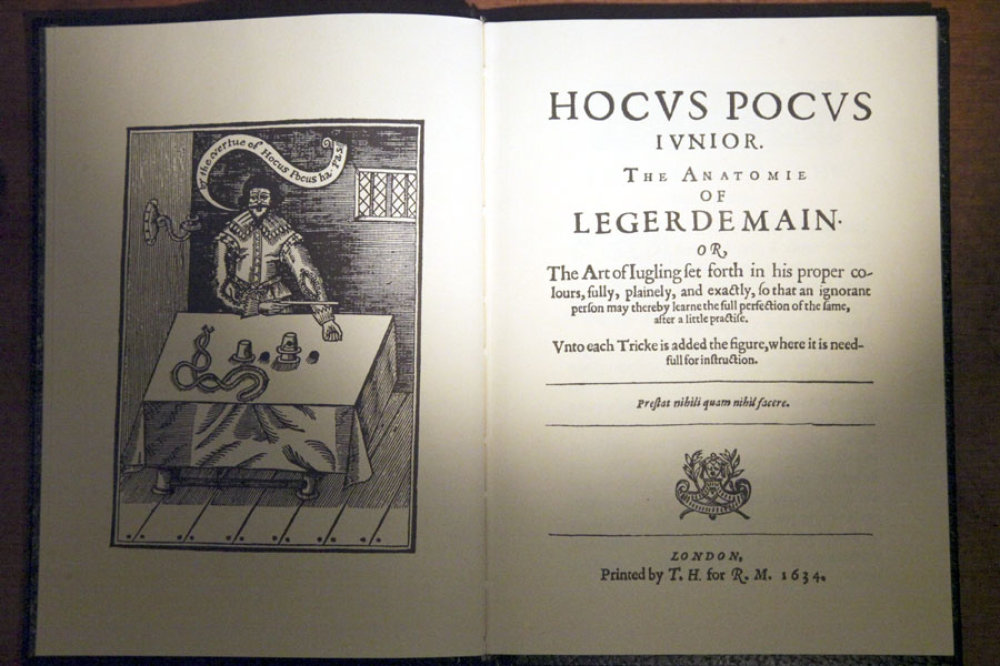 by the vertue of Hocus Pocus ha. Pas.
HOCVS POCVS
IVNIOR.
THE ANATOMIE
OF
LEGERDEMAIN.
OR,
The Art of Iugling ſet forth in his proper co-
lours, fully, plainely, and exactly, ſo that an ignorant
perſon may thereby learne the full perfection of the ſame,
after a little practiſe.
Vnto each Tricke is added the figure, where it is need-
full for inſtruction.
Preſtat nihili quam nihil facere.
LONDON,
Printed by T. H. for R. M. 1634.